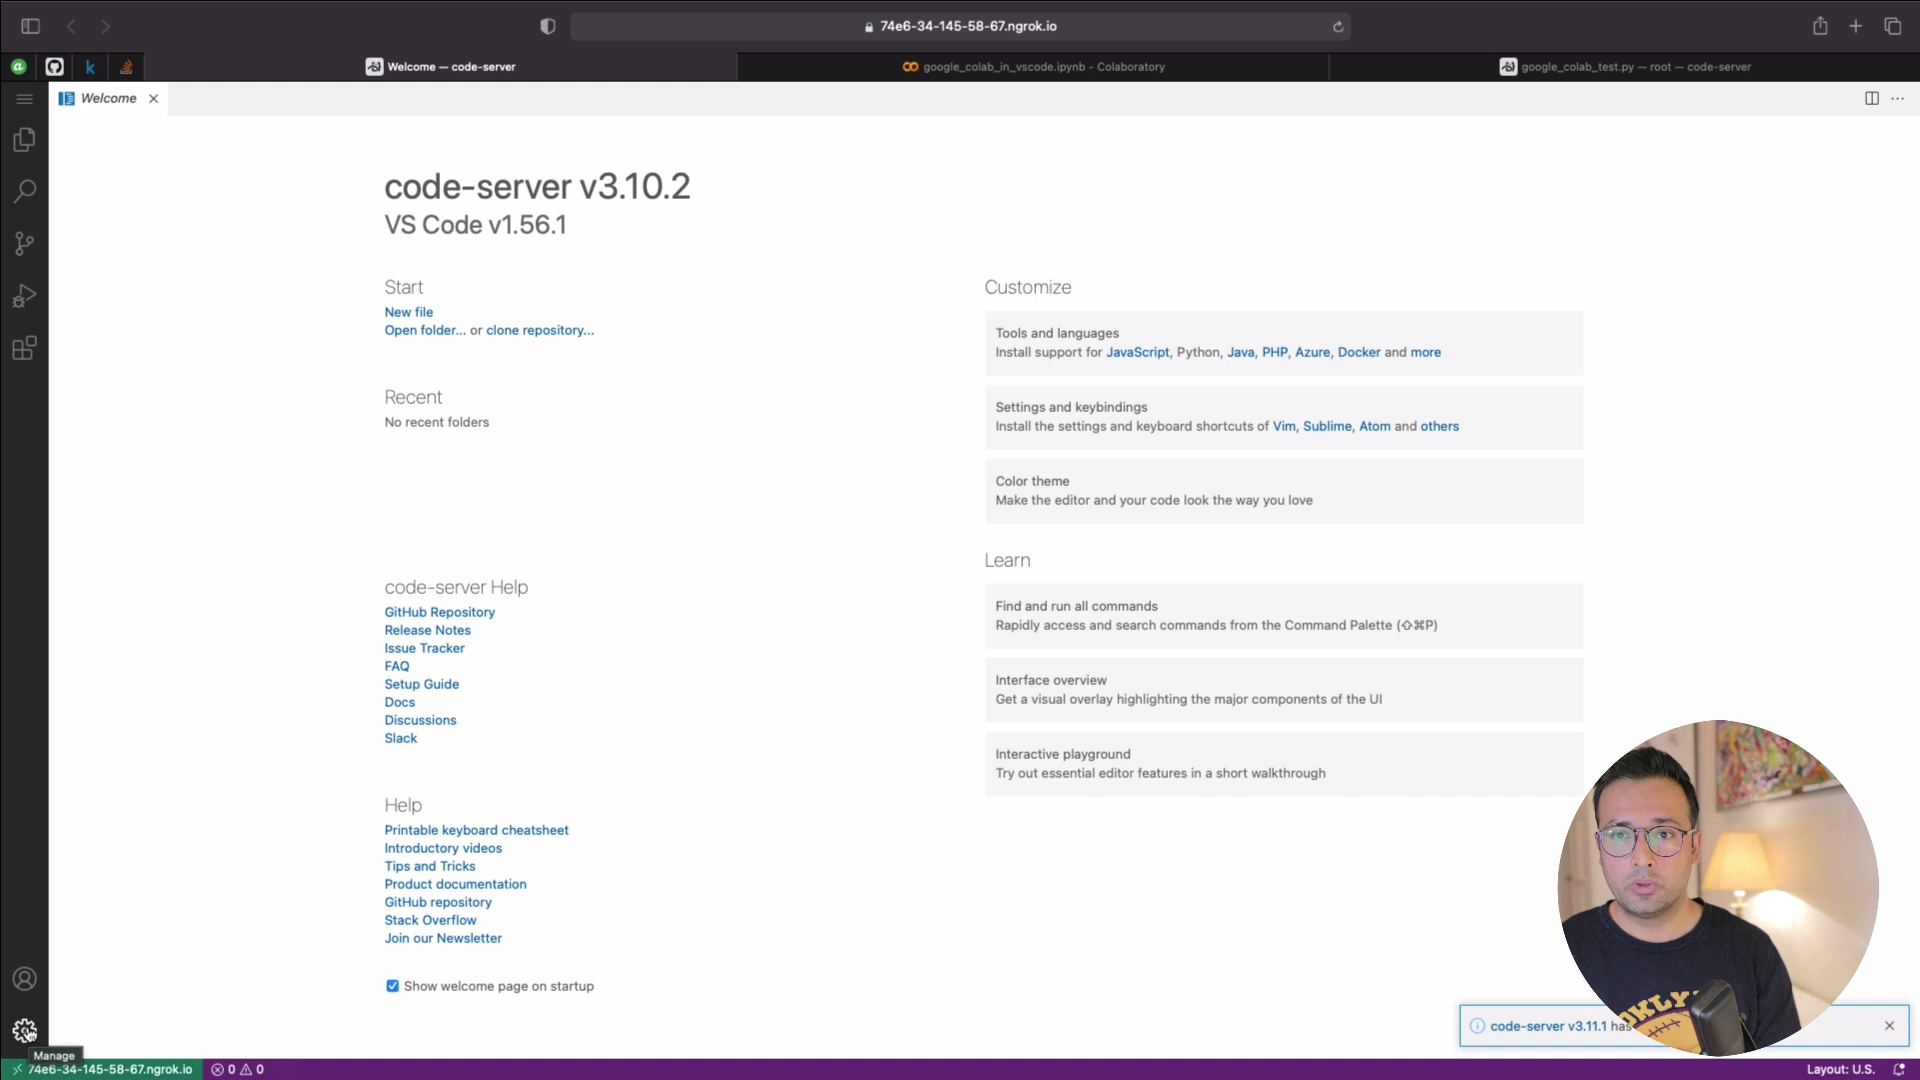 74e6-34-145-58-67.ngrok.io
Welcome — code-server
google_colab_in_vscode.ipynb - Colaboratory
google_colab_test.py — root — code-server
Welcome
code-server v3.10.2
VS Code v1.56.1
Start
New file
Open folder... or clone repository...
Recent
No recent folders
code-server Help
GitHub Repository
Release Notes
Issue Tracker
FAQ
Setup Guide
Docs
Discussions
Slack
Help
Printable keyboard cheatsheet
Introductory videos
Tips and Tricks
Product documentation
GitHub repository
Stack Overflow
Join our Newsletter
Show welcome page on startup
Customize
Tools and languages
Install support for JavaScript, Python, Java, PHP, Azure, Docker and more
Settings and keybindings
Install the settings and keyboard shortcuts of Vim, Sublime, Atom and others
Color theme
Make the editor and your code look the way you love
Learn
Find and run all commands
Rapidly access and search commands from the Command Palette (⇧⌘P)
Interface overview
Get a visual overlay highlighting the major components of the UI
Interactive playground
Try out essential editor features in a short walkthrough
code-server v3.11.1 has
Manage
74e6-34-145-58-67.ngrok.io
0 0
Layout: U.S.